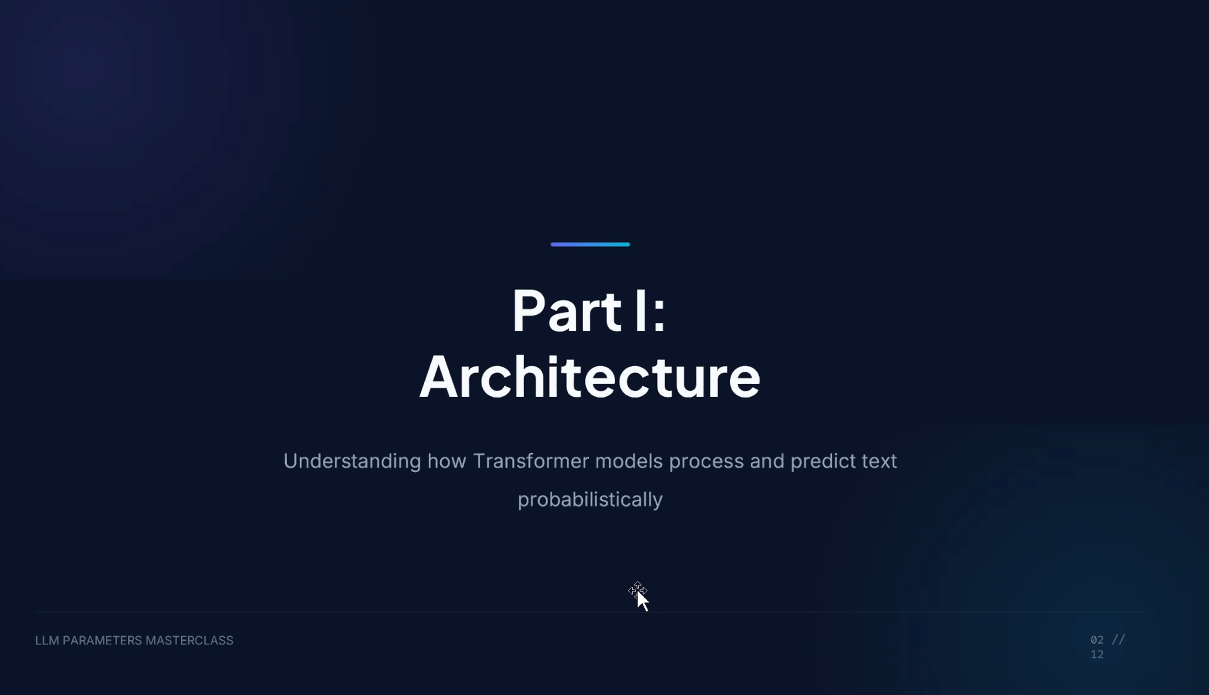 Part I:
Architecture
Understanding how Transformer models process and predict text
probabilistically
LLM PARAMETERS MASTERCLASS
02 //
12